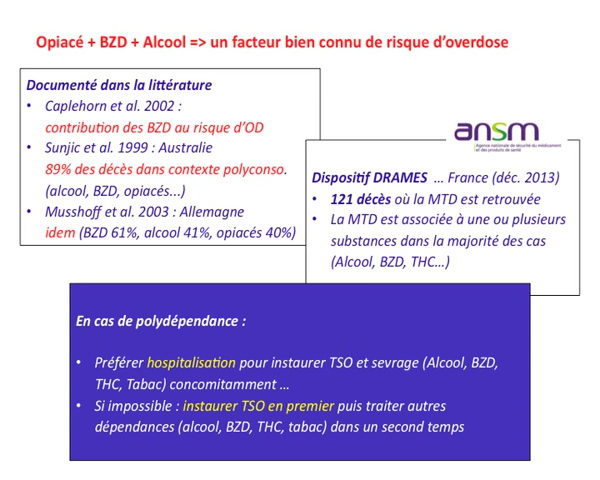 Opiacé + BZD + Alcool => un facteur bien connu de risque d'overdose
Documenté dans la littérature
• Caplehorn et al. 2002 :
contribution des BZD au risque d'OD
• Sunjic et al. 1999 : Australie
89% des décès dans contexte polyconso.
(alcool, BZD, opiacés...)
• Musshoff et al. 2003 : Allemagne
idem (BZD 61%, alcool 41%, opiacés 40%)
ansm
Agence nationale de sécurité du médicament
et des produits de santé
Dispositif DRAMES … France (déc. 2013)
• 121 décès où la MTD est retrouvée
• La MTD est associée à une ou plusieurs
substances dans la majorité des cas
(Alcool, BZD, THC…)
En cas de polydépendance :
• Préférer hospitalisation pour instaurer TSO et sevrage (Alcool, BZD,
THC, Tabac) concomitamment …
• Si impossible : instaurer TSO en premier puis traiter autres
dépendances (alcool, BZD, THC, tabac) dans un second temps